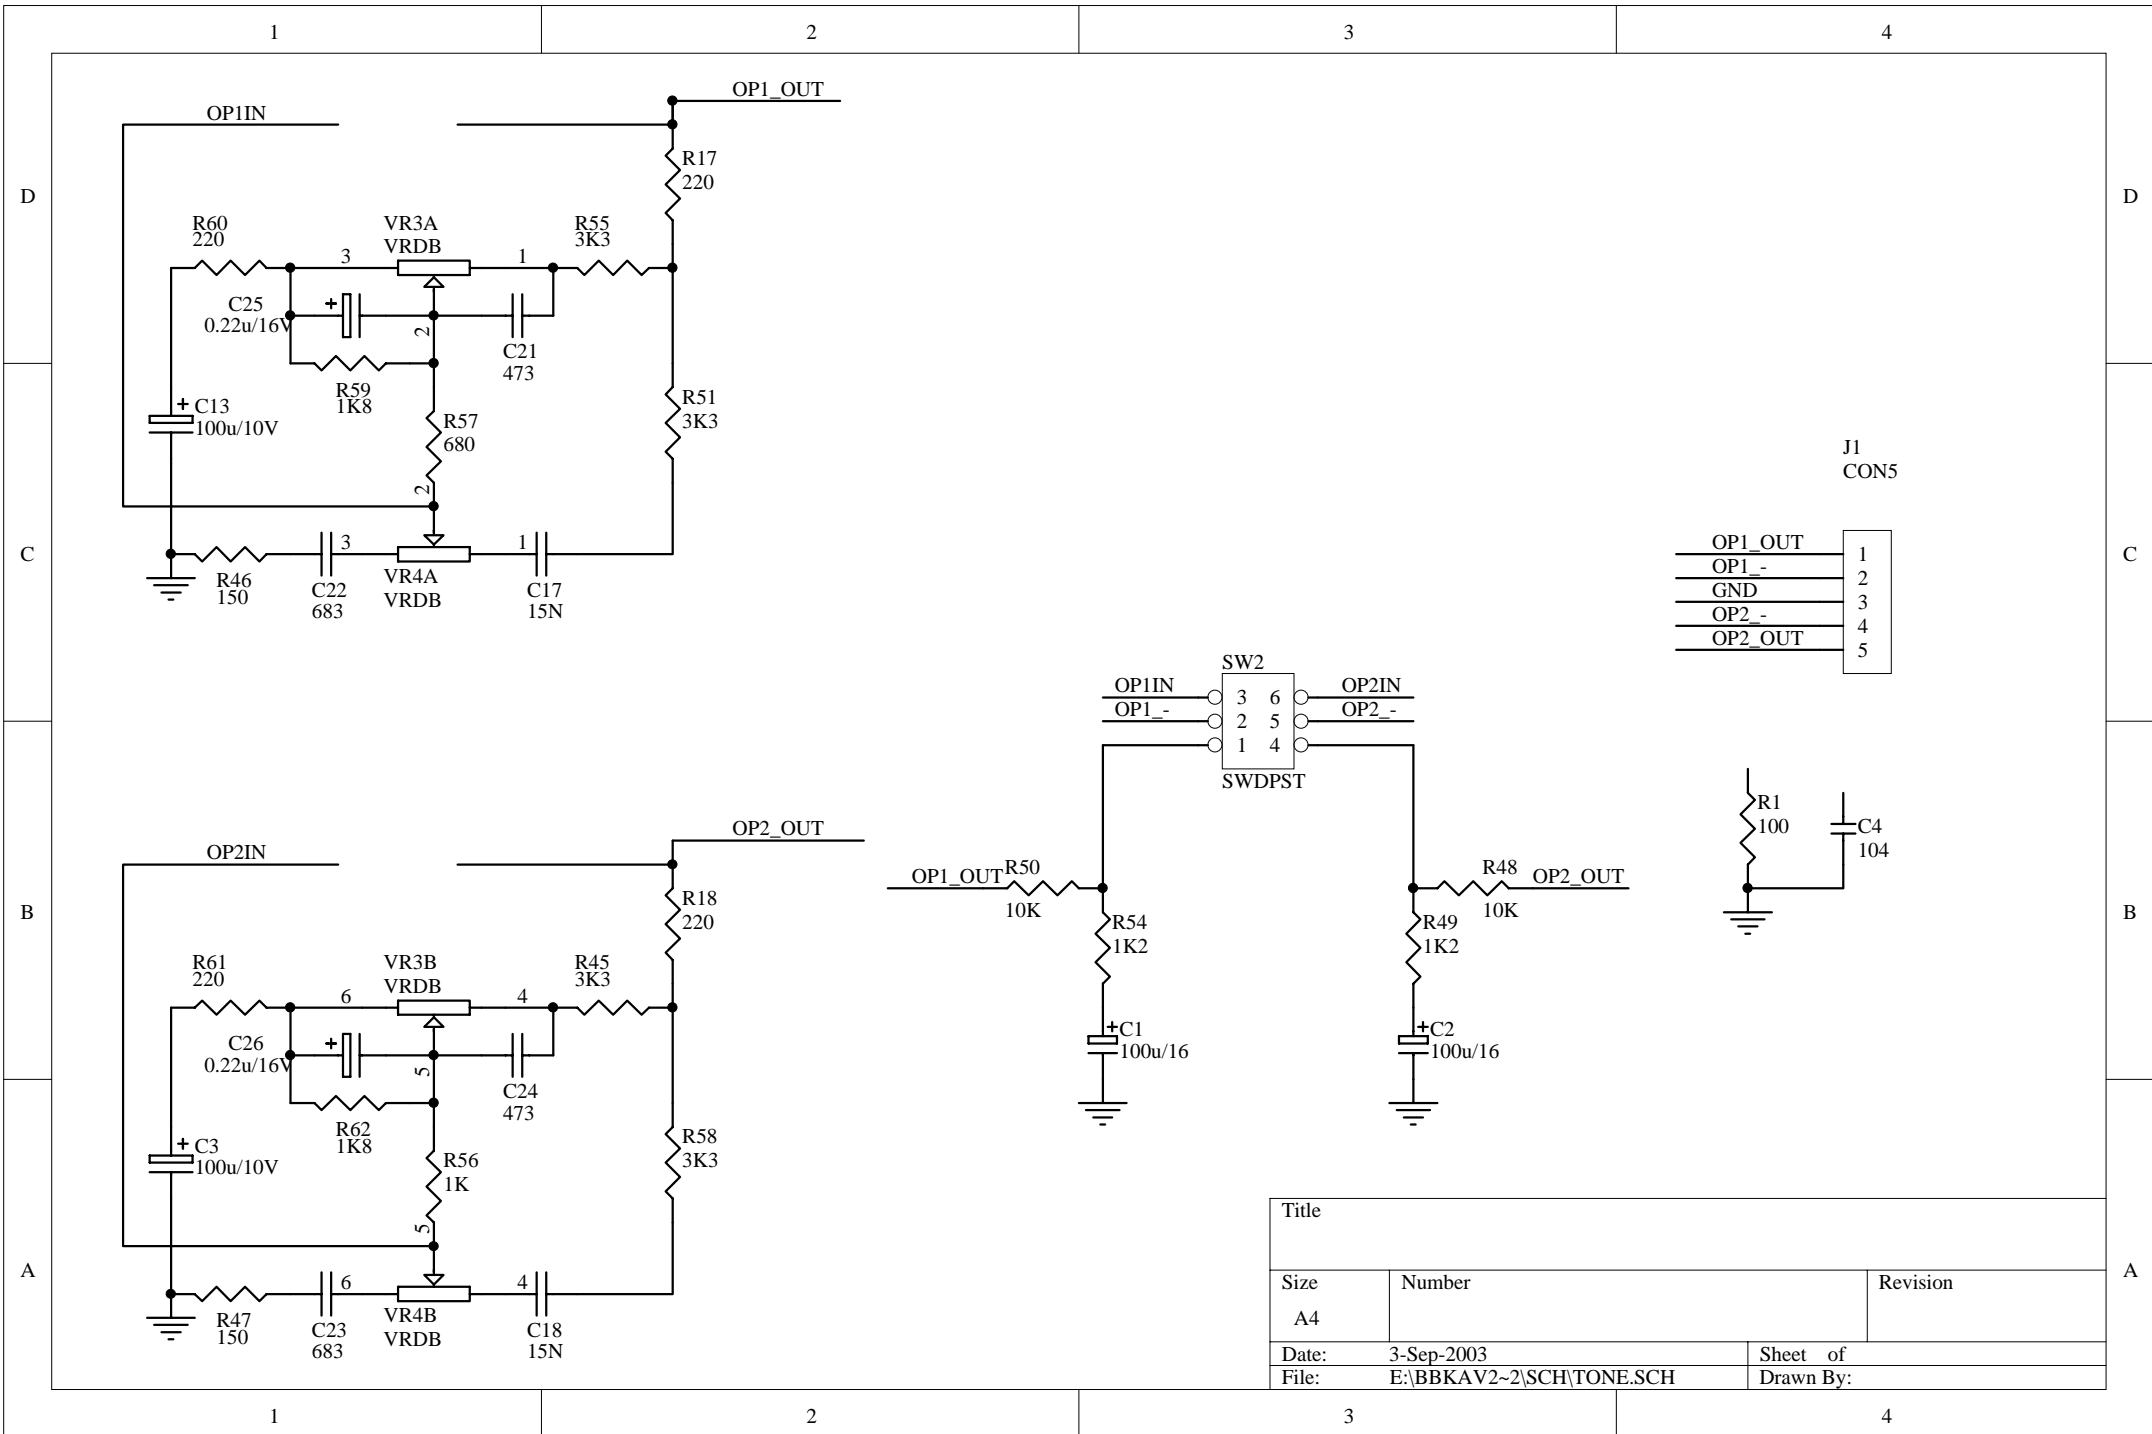 1 2 3 4
D D
C C
B B
A A
1 2 3 4
OP1_OUT
OP1IN
R17
220
R60
220
VR3A
VRDB
R55
3K3
3
1
C25
0.22u/16V
+
2
C21
473
R59
1K8
R51
3K3
+ C13
100u/10V
R57
680
2
3
1
R46
150
C22
683
VR4A
VRDB
C17
15N
J1
CON5
OP1_OUT 1
OP1_- 2
GND 3
OP2_- 4
OP2_OUT 5
SW2
OP1IN 3 6 OP2IN
OP1_- 2 5 OP2_-
1 4
SWDPST
OP1_OUT R50
10K
R48 OP2_OUT
10K
R54
1K2
R49
1K2
+ C1
100u/16
+ C2
100u/16
R1
100
C4
104
OP2_OUT
OP2IN
R18
220
R61
220
VR3B
VRDB
R45
3K3
6
4
C26
0.22u/16V
+
5
C24
473
R62
1K8
R58
3K3
+ C3
100u/10V
R56
1K
5
6
4
R47
150
C23
683
VR4B
VRDB
C18
15N
Title
Size Number Revision
A4
Date: 3-Sep-2003 Sheet of
File: E:\BBKAV2~2\SCH\TONE.SCH Drawn By: